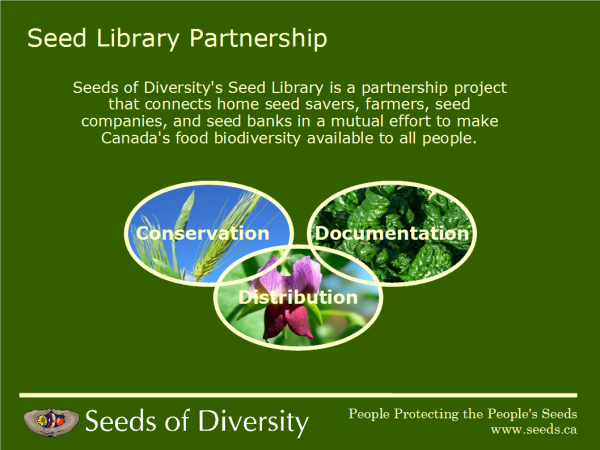 Seed Library Partnership
Seeds of Diversity's Seed Library is a partnership project
that connects home seed savers, farmers, seed
companies, and seed banks in a mutual effort to make
Canada's food biodiversity available to all people.
Conservation
Documentation
Distribution
Seeds of Diversity
People Protecting the People's Seeds
www.seeds.ca